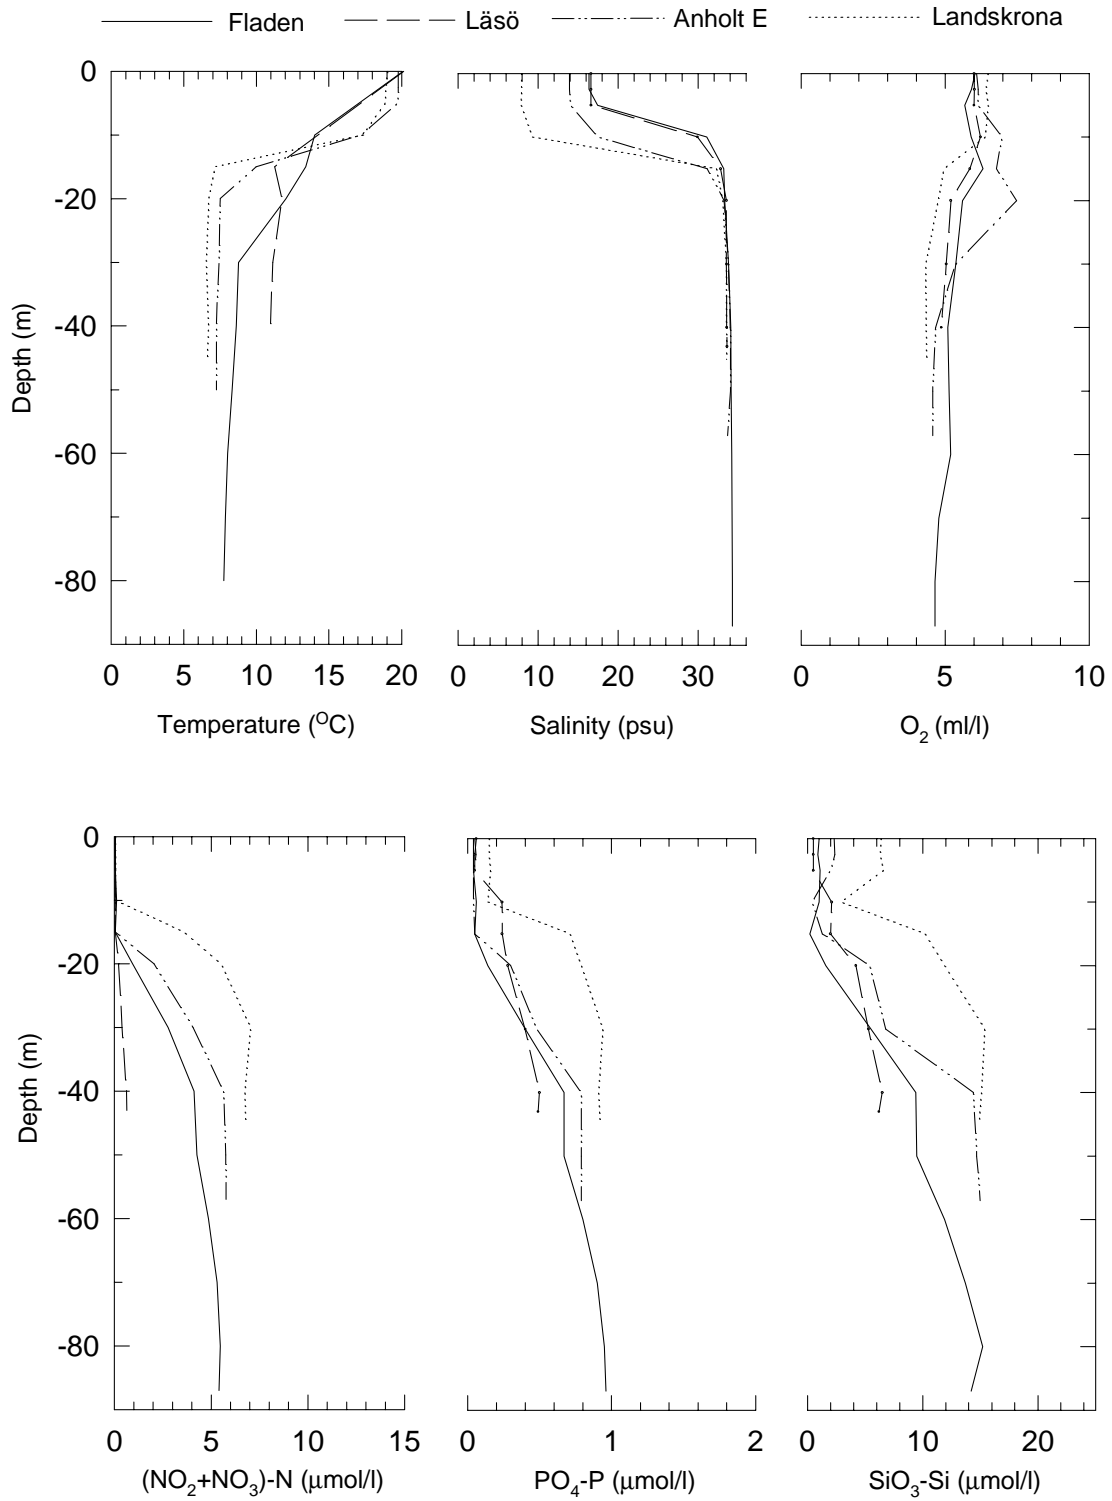 Fladen Läsö Anholt E Landskrona
0
-20
-40
-60
-80
Depth (m)
0 5 10 15 20
0 10 20 30
0 5 10
Temperature (OC)
Salinity (psu)
O2 (ml/l)
0
-20
-40
-60
-80
Depth (m)
0 5 10 15
0 1 2
0 10 20
(NO2+NO3)-N (μmol/l)
PO4-P (μmol/l)
SiO3-Si (μmol/l)